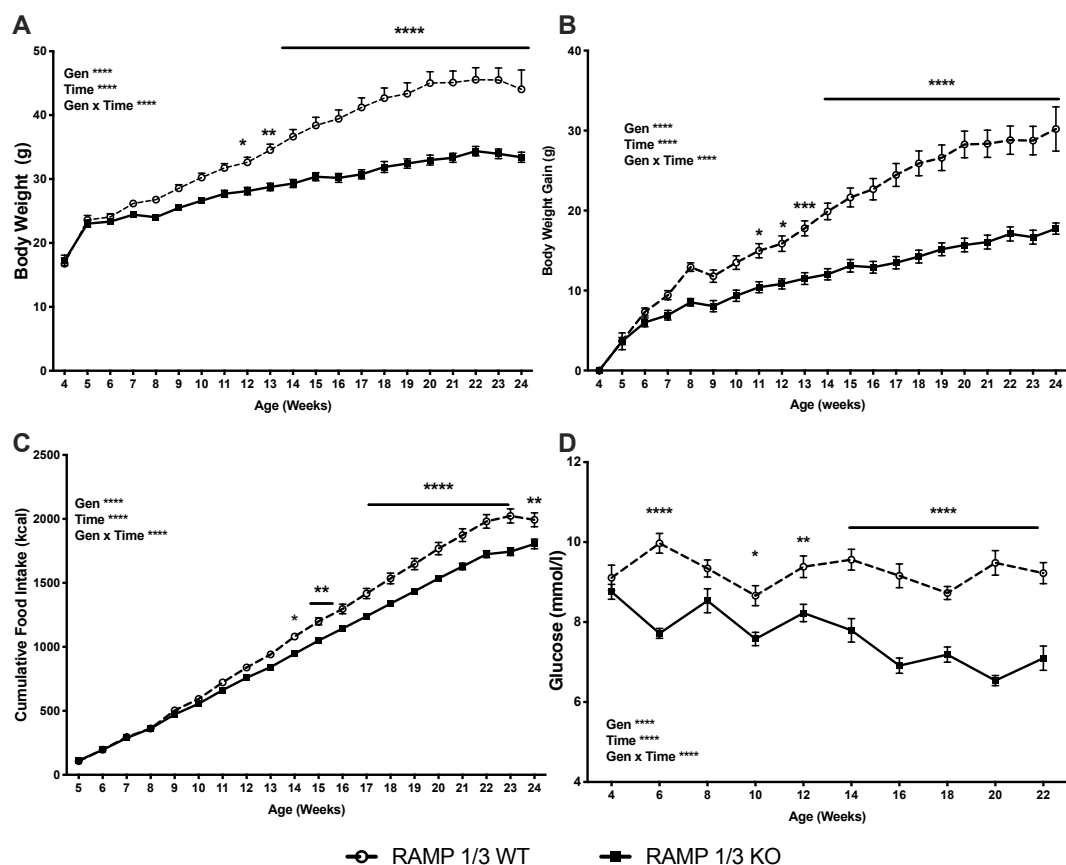 A
****
50
Gen ****
Time ****
Gen x Time ****
40
* **
30
20
10
0
Body Weight (g)
4 5 6 7 8 9 10 11 12 13 14 15 16 17 18 19 20 21 22 23 24
Age (Weeks)
B
40
****
Gen ****
Time ****
Gen x Time ****
30
* * ***
20
10
0
Body Weight Gain (g)
4 5 6 7 8 9 10 11 12 13 14 15 16 17 18 19 20 21 22 23 24
Age (weeks)
C
2500
Gen ****
Time ****
Gen x Time ****
* ** **** **
2000
1500
1000
500
0
Cumulative Food Intake (kcal)
5 6 7 8 9 10 11 12 13 14 15 16 17 18 19 20 21 22 23 24
Age (Weeks)
D
12
**** * ** ****
10
8
6
4
Glucose (mmol/l)
Gen ****
Time ****
Gen x Time ****
4 6 8 10 12 14 16 18 20 22
Age (Weeks)
RAMP 1/3 WT
RAMP 1/3 KO